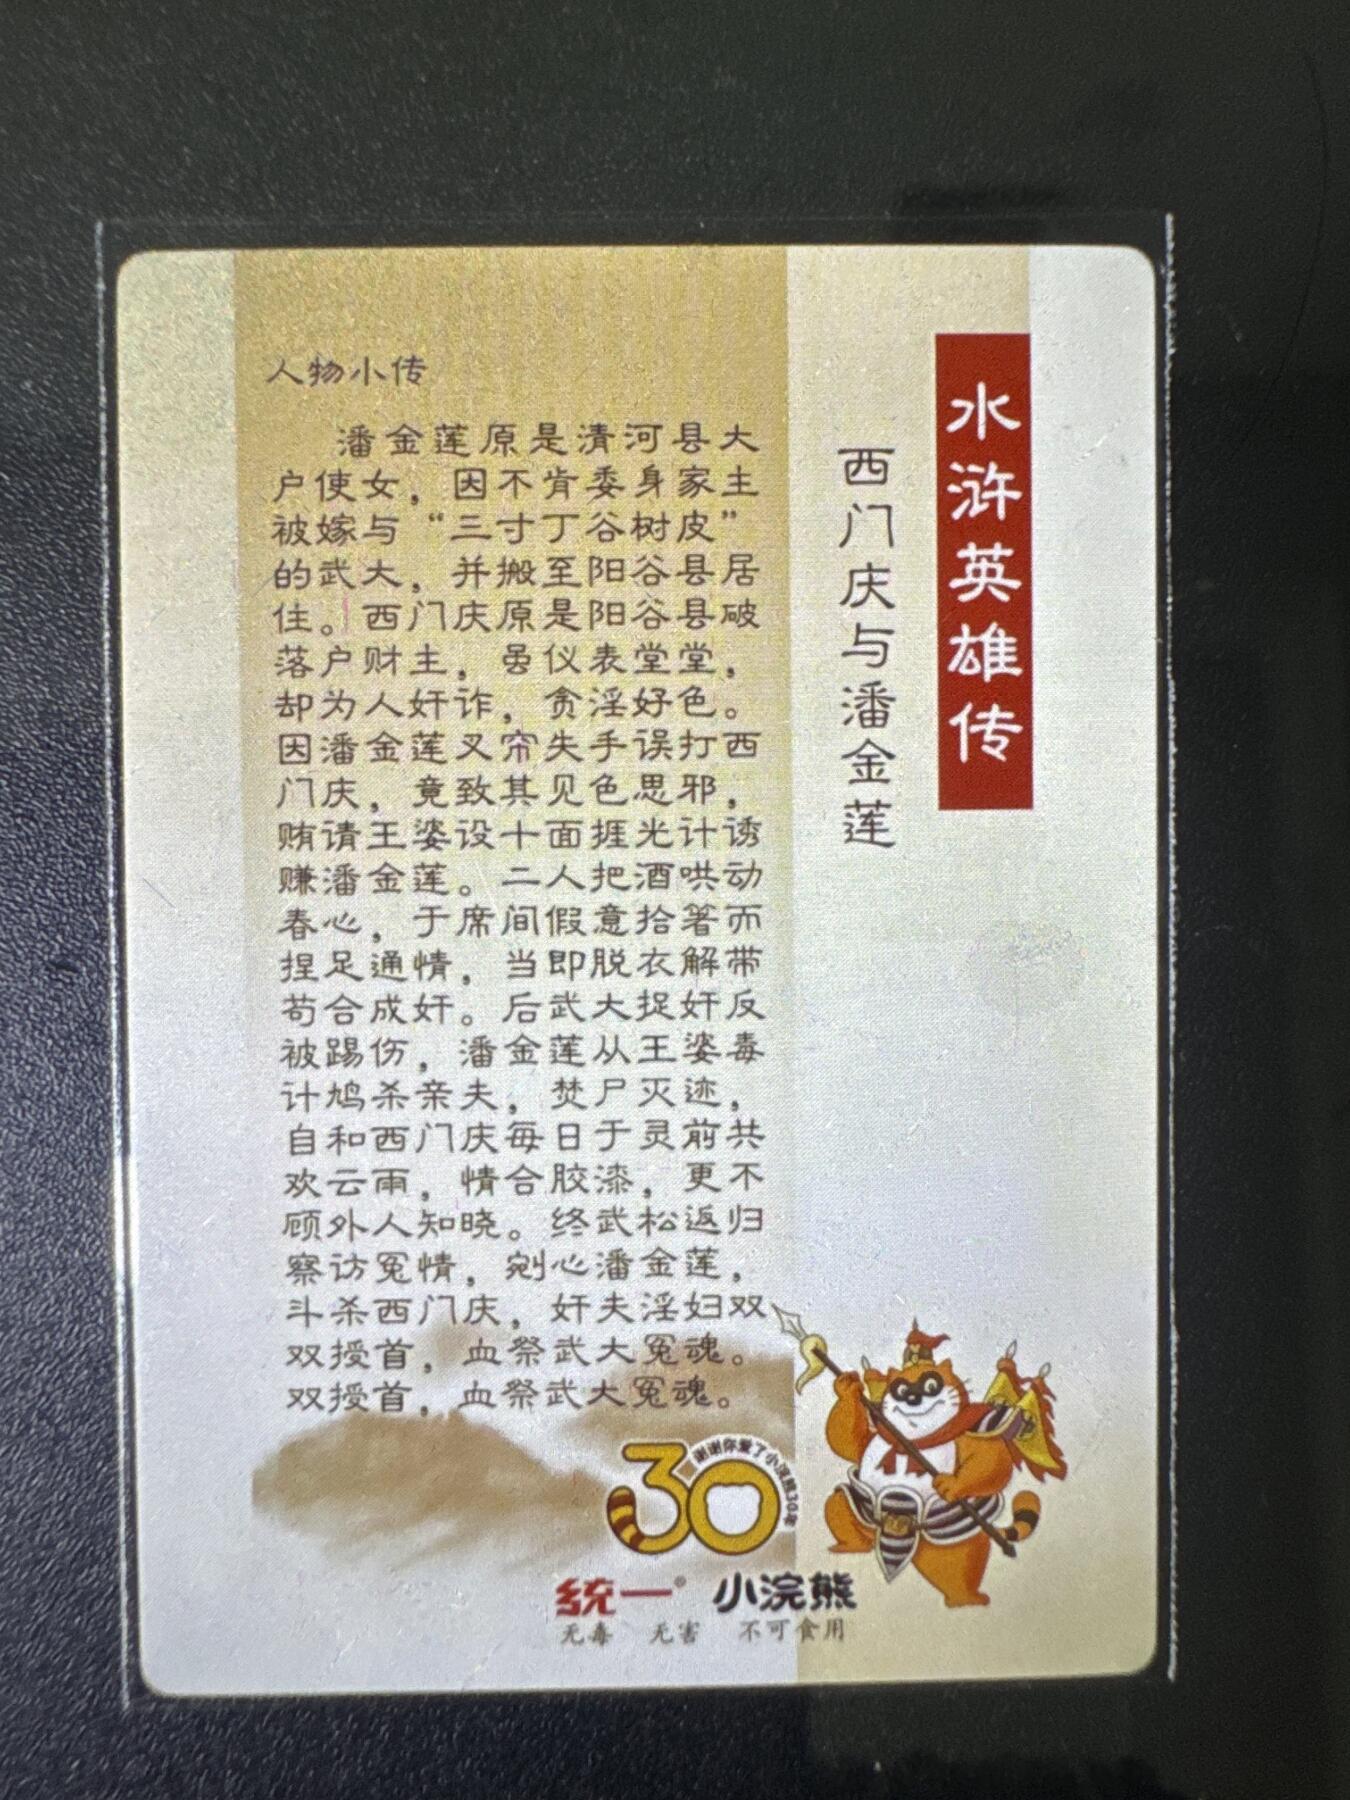 水浒英雄传
西门庆与潘金莲
人物小传
潘金莲原是清河县大
户使女，因不肯委身家主
被嫁与“三寸丁谷树皮”
的武大，并搬至阳谷县居
住。西门庆原是阳谷县破
落户财主，虽仪表堂堂，
却为人奸诈，贪淫好色。
因潘金莲叉帘失手误打西
门庆，竟致其见色思邪，
贿请王婆设十面捱光计诱
赚潘金莲。二人把酒哄动
春心，于席间假意拾箸而
捏足通情，当即脱衣解带
苟合成奸。后武大捉奸反
被踢伤，潘金莲从王婆毒
计鸩杀亲夫，焚尸灭迹，
自和西门庆每日于灵前共
欢云雨，情合胶漆，更不
顾外人知晓。终武松返归
察访冤情，剜心潘金莲，
斗杀西门庆，奸夫淫妇双
双授首，血祭武大冤魂。
双授首，血祭武大冤魂。
30
谢谢你爱了小浣熊30年
統一® 小浣熊
无毒 无害 不可食用